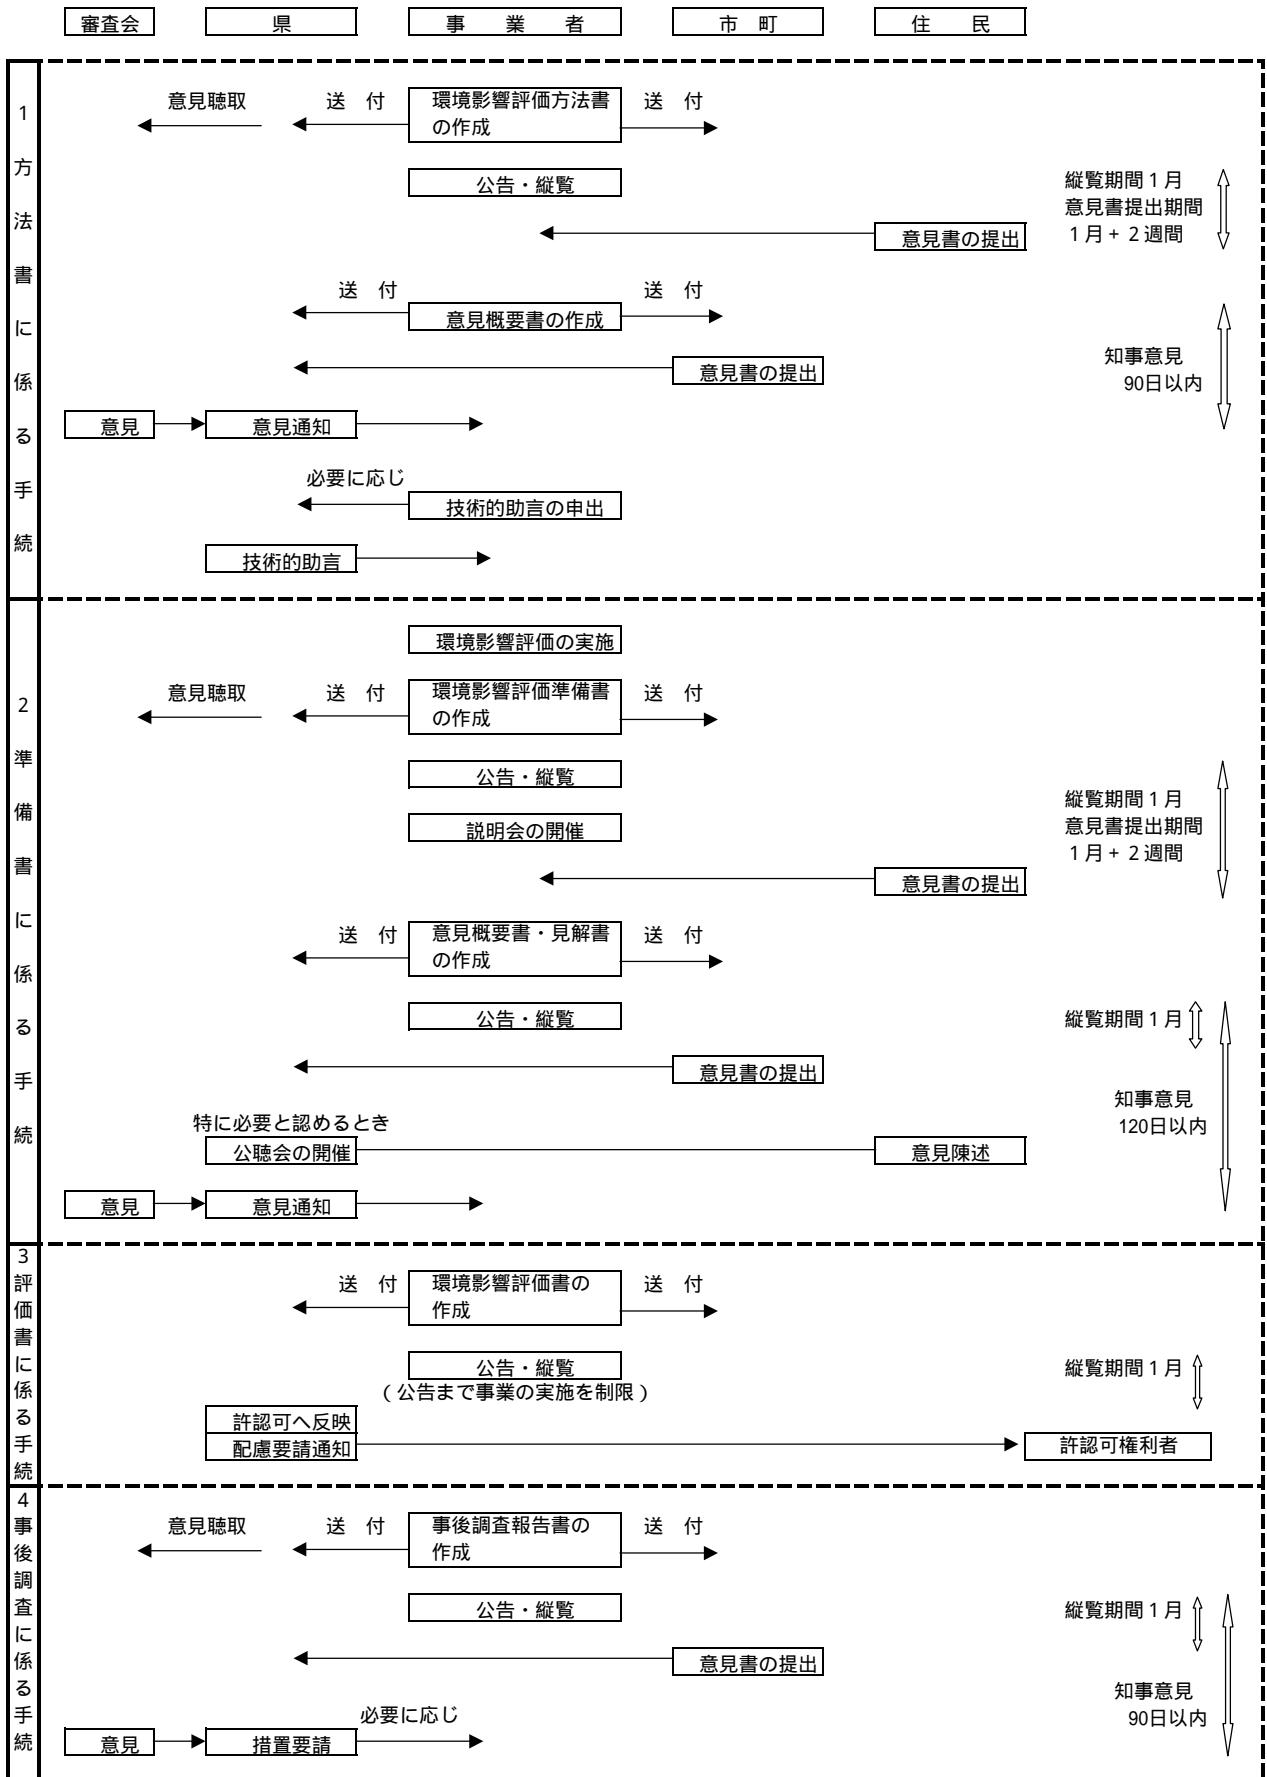 審査会 県 事 業 者 市 町 住 民
1方法書に係る手続
意見聴取 送 付 環境影響評価方法書 送 付
の作成
公告・縦覧
縦覧期間1月
意見書提出期間
1月+2週間
意見書の提出
送 付 意見概要書の作成 送 付
意見書の提出
知事意見
90日以内
意見 意見通知
必要に応じ
技術的助言の申出
技術的助言
2準備書に係る手続
環境影響評価の実施
意見聴取 送 付 環境影響評価準備書 送 付
の作成
公告・縦覧
説明会の開催
縦覧期間1月
意見書提出期間
1月+2週間
意見書の提出
送 付 意見概要書・見解書 送 付
の作成
公告・縦覧 縦覧期間1月
意見書の提出
知事意見
120日以内
特に必要と認めるとき
公聴会の開催 意見陳述
意見 意見通知
3評価書に係る手続
送 付 環境影響評価書の 送 付
作成
公告・縦覧 縦覧期間1月
(公告まで事業の実施を制限)
許認可へ反映
配慮要請通知 許認可権利者
4事後調査に係る手続
意見聴取 送 付 事後調査報告書の 送 付
作成
公告・縦覧 縦覧期間1月
意見書の提出
知事意見
90日以内
必要に応じ
意見 措置要請